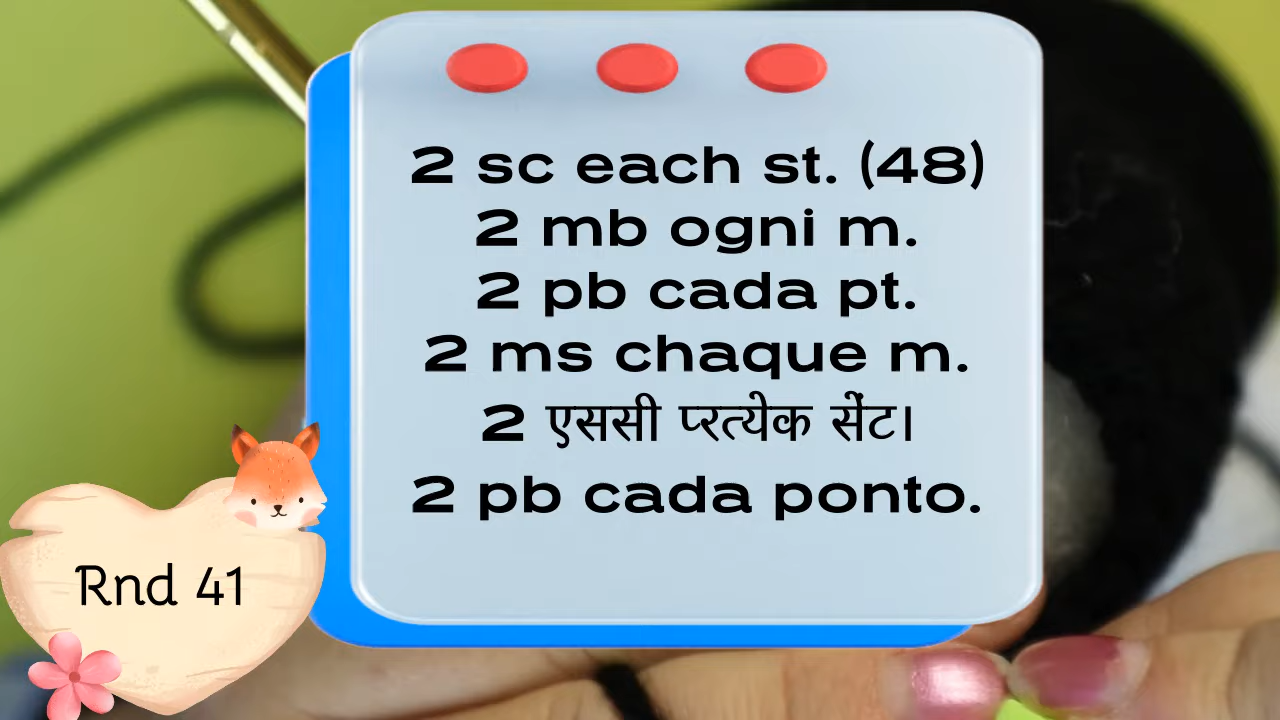 2 sc each st. (48)
2 mb ogni m.
2 pb cada pt.
2 ms chaque m.
2 एससी प्रत्येक सेंट।
2 pb cada ponto.
Rnd 41